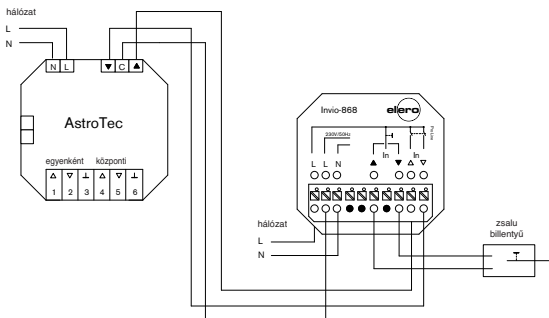 hálózat
L
N
N L ▼ C ▲
AstroTec
egyenként központi
△ ▽ ⊥ △ ▽ ⊥
1 2 3 4 5 6
Invio-868
elero
230V/50Hz
L L N
▲ In ▼ △ In ▽
hálózat
L
N
zsalu
billentyű